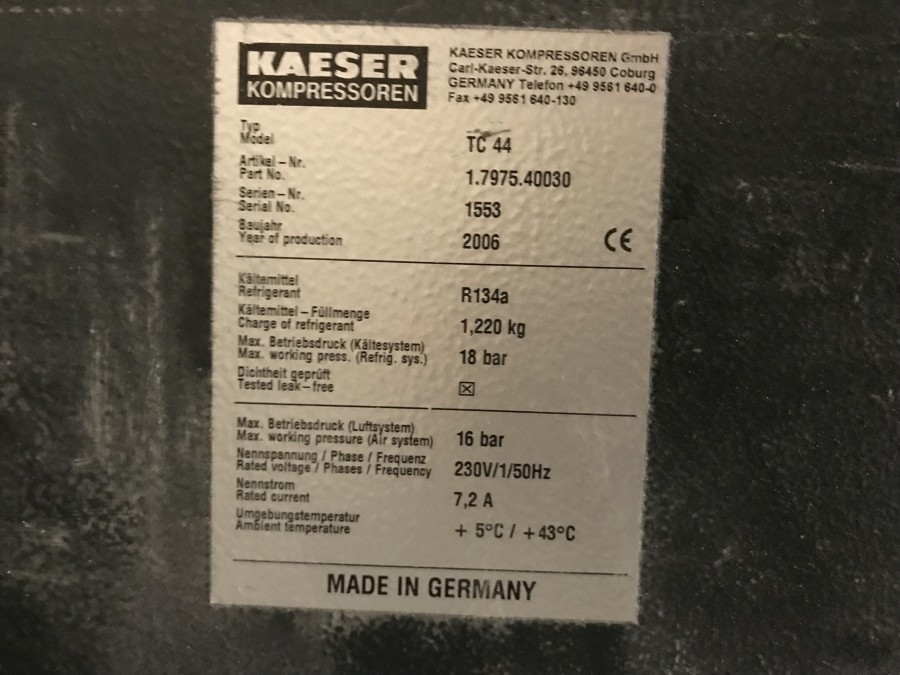 KAESER
KOMPRESSOREN
KAESER KOMPRESSOREN GmbH
Carl-Kaeser-Str. 26, 96450 Coburg
GERMANY Telefon +49 9561 640-0
Fax +49 9561 640-130
Typ
Model TC 44
Artikel – Nr.
Part No. 1.7975.40030
Serien – Nr.
Serial No. 1553
Baujahr
Year of production 2006 CE
Kältemittel
Refrigerant R134a
Kältemittel – Füllmenge
Charge of refrigerant 1,220 kg
Max. Betriebsdruck (Kältesystem)
Max. working press. (Refrig. sys.) 18 bar
Dichtheit geprüft
Tested leak – free ☒
Max. Betriebsdruck (Luftsystem)
Max. working pressure (Air system) 16 bar
Nennspannung / Phase / Frequenz
Rated voltage / Phases / Frequency 230V/1/50Hz
Nennstrom
Rated current 7,2 A
Umgebungstemperatur
Ambient temperature + 5°C / +43°C
MADE IN GERMANY